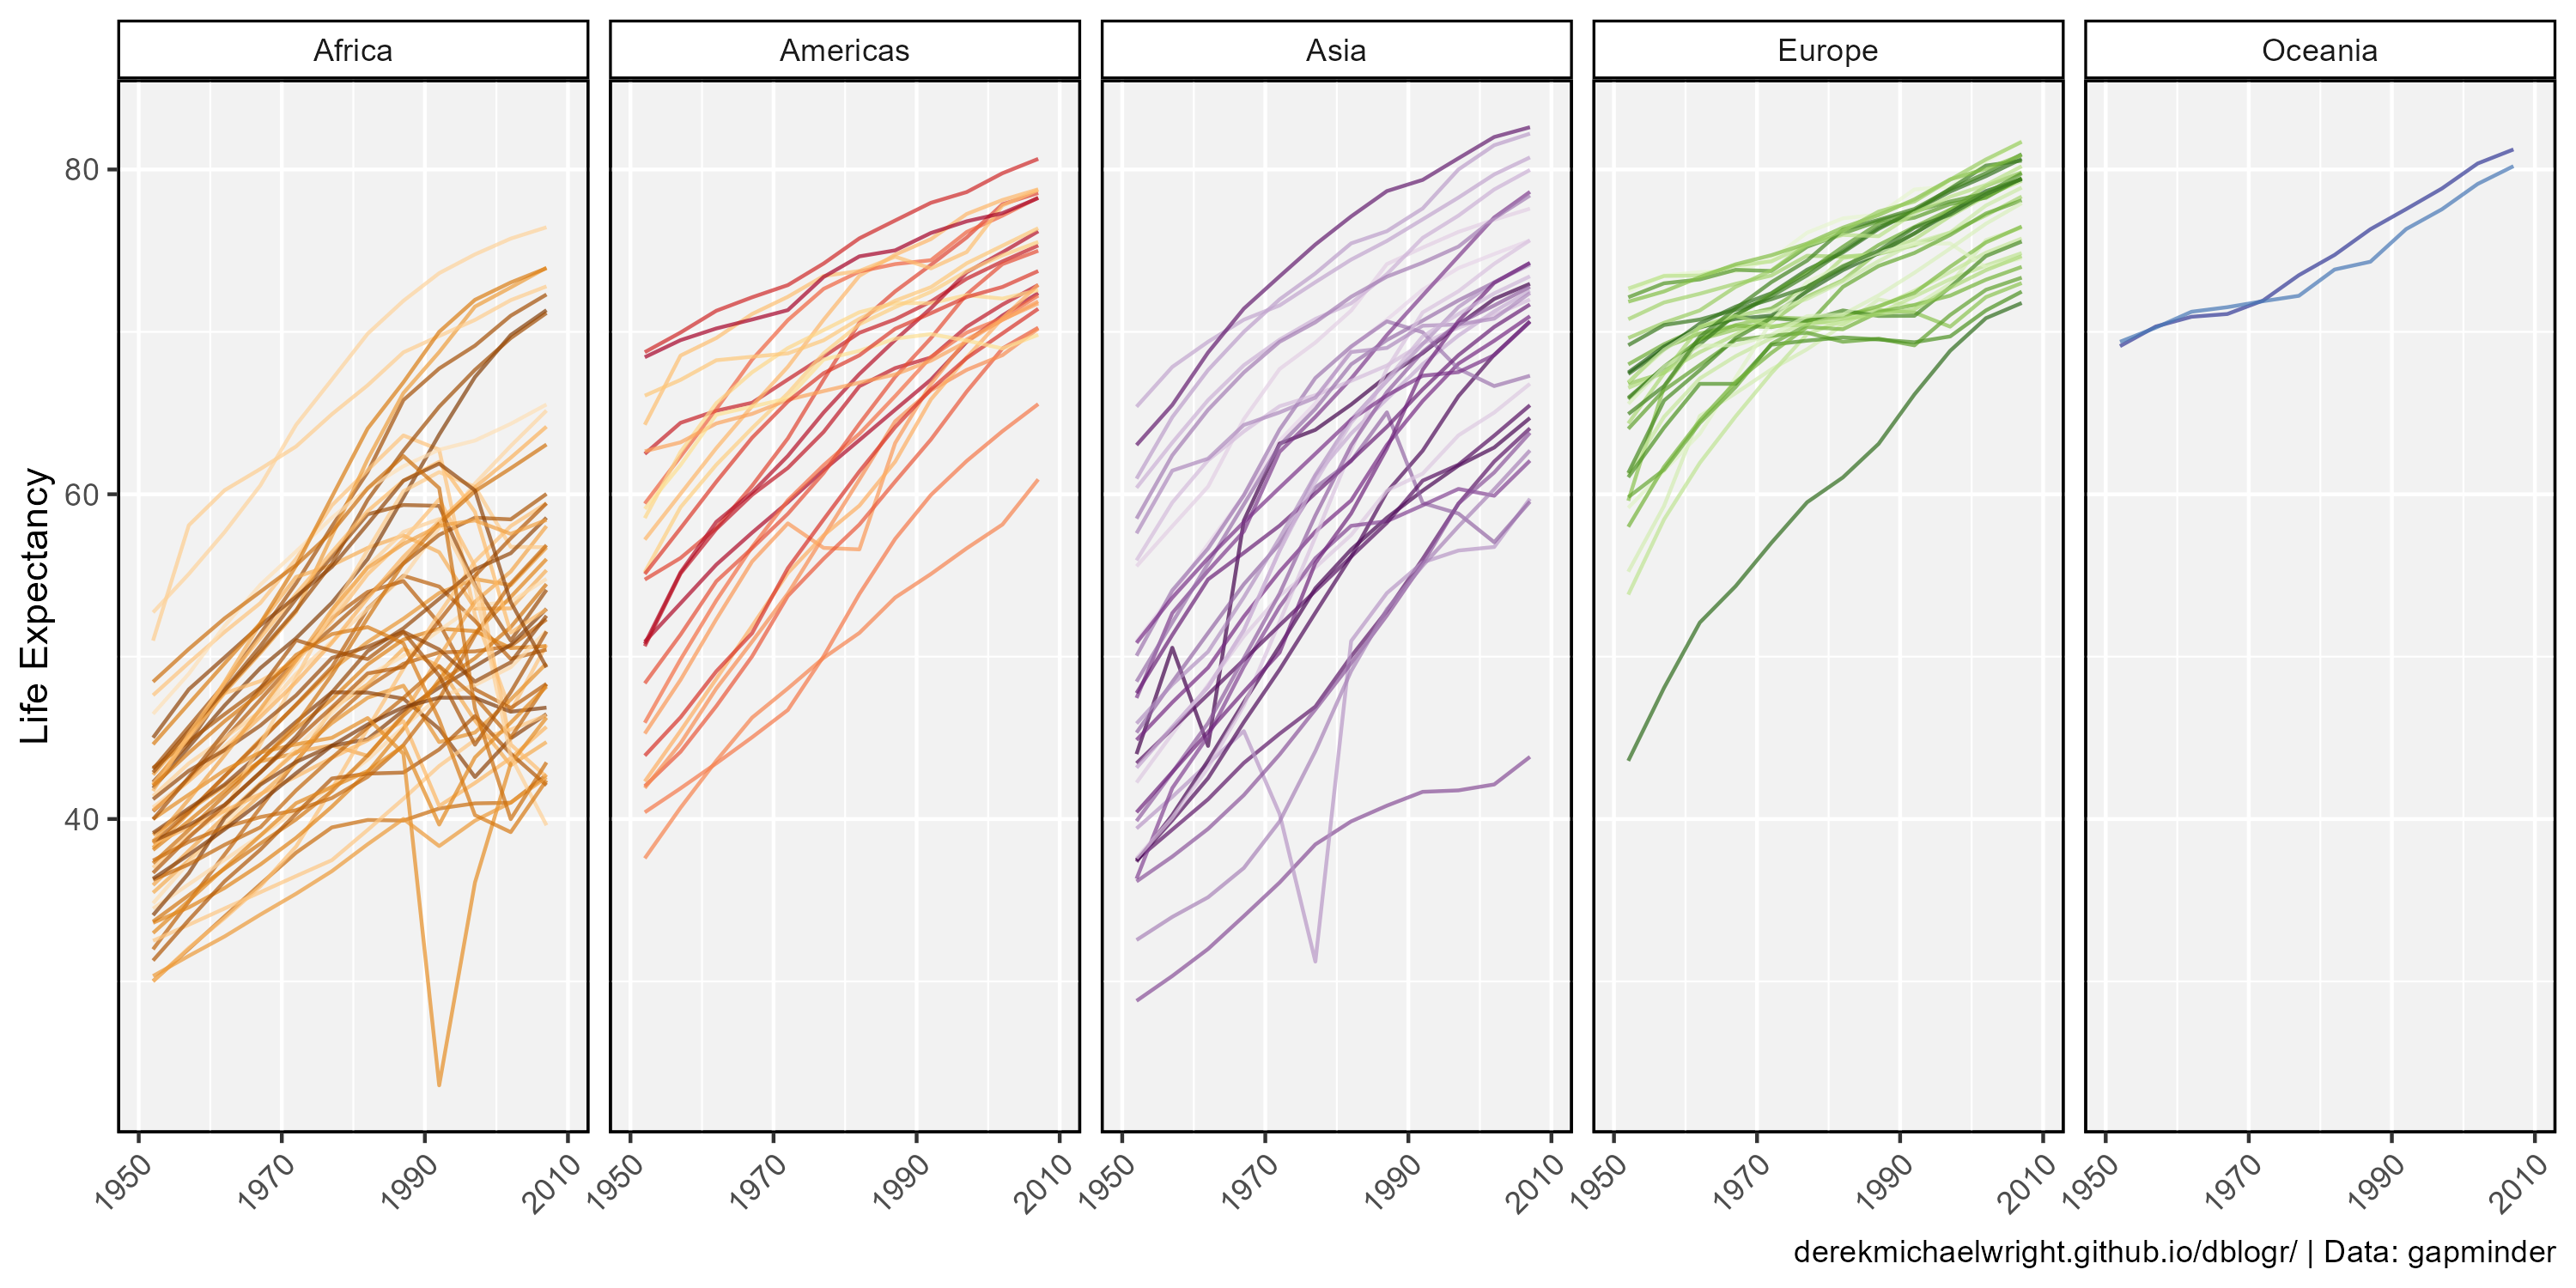 Africa Americas Asia Europe Oceania
Life Expectancy
80
60
40
1950 1970 1990 2010 1950 1970 1990 2010 1950 1970 1990 2010 1950 1970 1990 2010 1950 1970 1990 2010
derekmichaelwright.github.io/dblogr/ | Data: gapminder